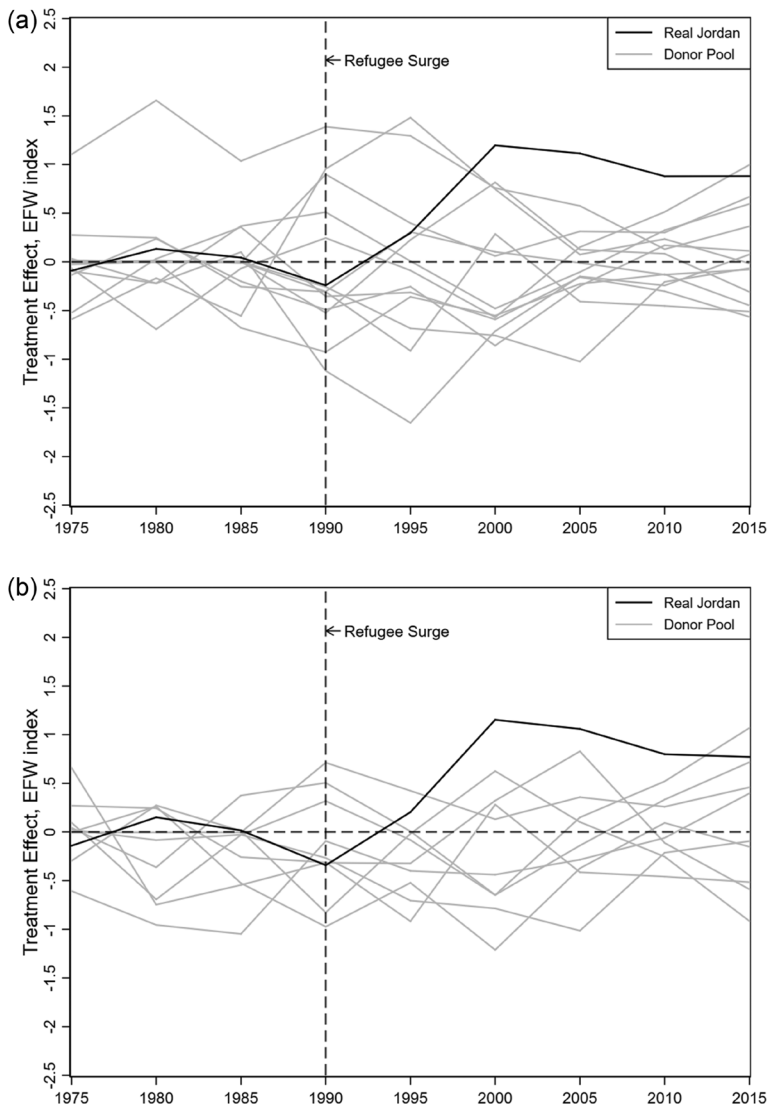 (a)
Treatment Effect, EFW index
2.5
2
1.5
1
.5
0
-.5
-1
-1.5
-2
-2.5
Refugee Surge
Real Jordan
Donor Pool
1975 1980 1985 1990 1995 2000 2005 2010 2015
(b)
Treatment Effect, EFW index
2.5
2
1.5
1
.5
0
-.5
-1
-1.5
-2
-2.5
Refugee Surge
Real Jordan
Donor Pool
1975 1980 1985 1990 1995 2000 2005 2010 2015